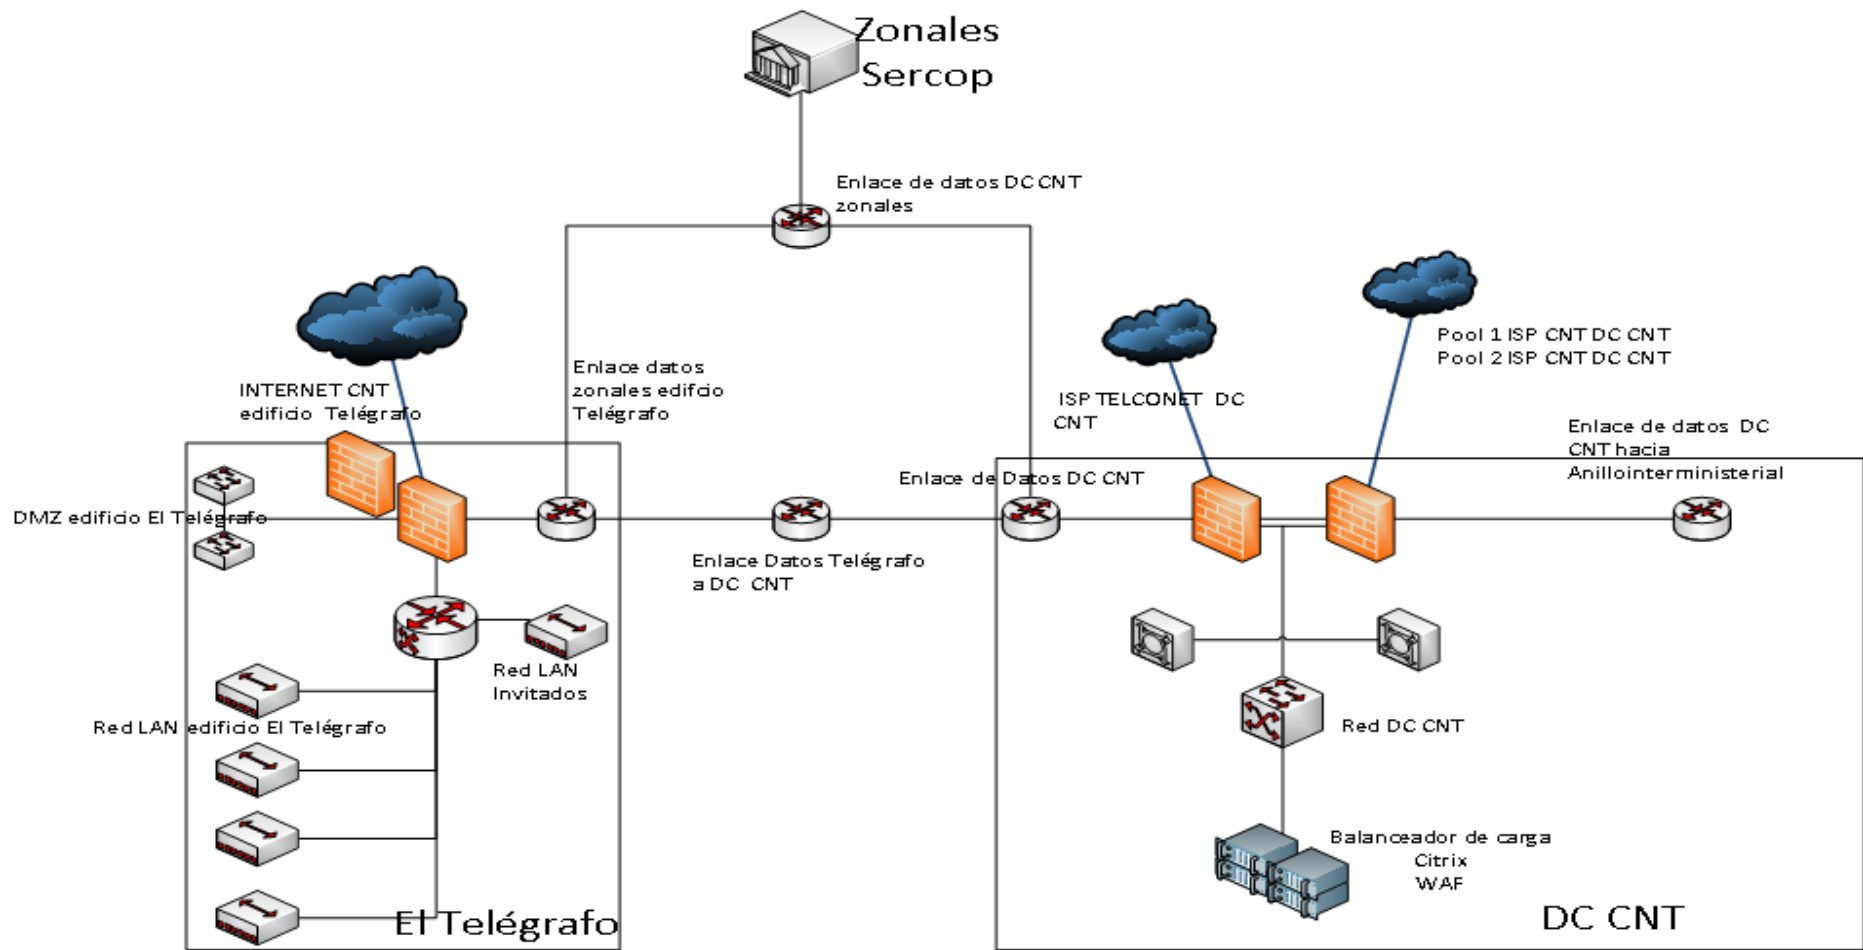 Zonales
Sercop
Enlace de datos DC CNT
zonales
Pool 1 ISP CNT DC CNT
Pool 2 ISP CNT DC CNT
Enlace datos
zonales edifcio
Telégrafo
INTERNET CNT
edificio Telégrafo
ISP TELCONET DC
CNT
Enlace de datos DC
CNT hacia
Anillointerministerial
Enlace de Datos DC CNT
DMZ edificio El Telégrafo
Enlace Datos Telégrafo
a DC CNT
Red LAN
Invitados
Red LAN edificio El Telégrafo
Red DC CNT
Balanceador de carga
Citrix
WAF
El Telégrafo
DC CNT